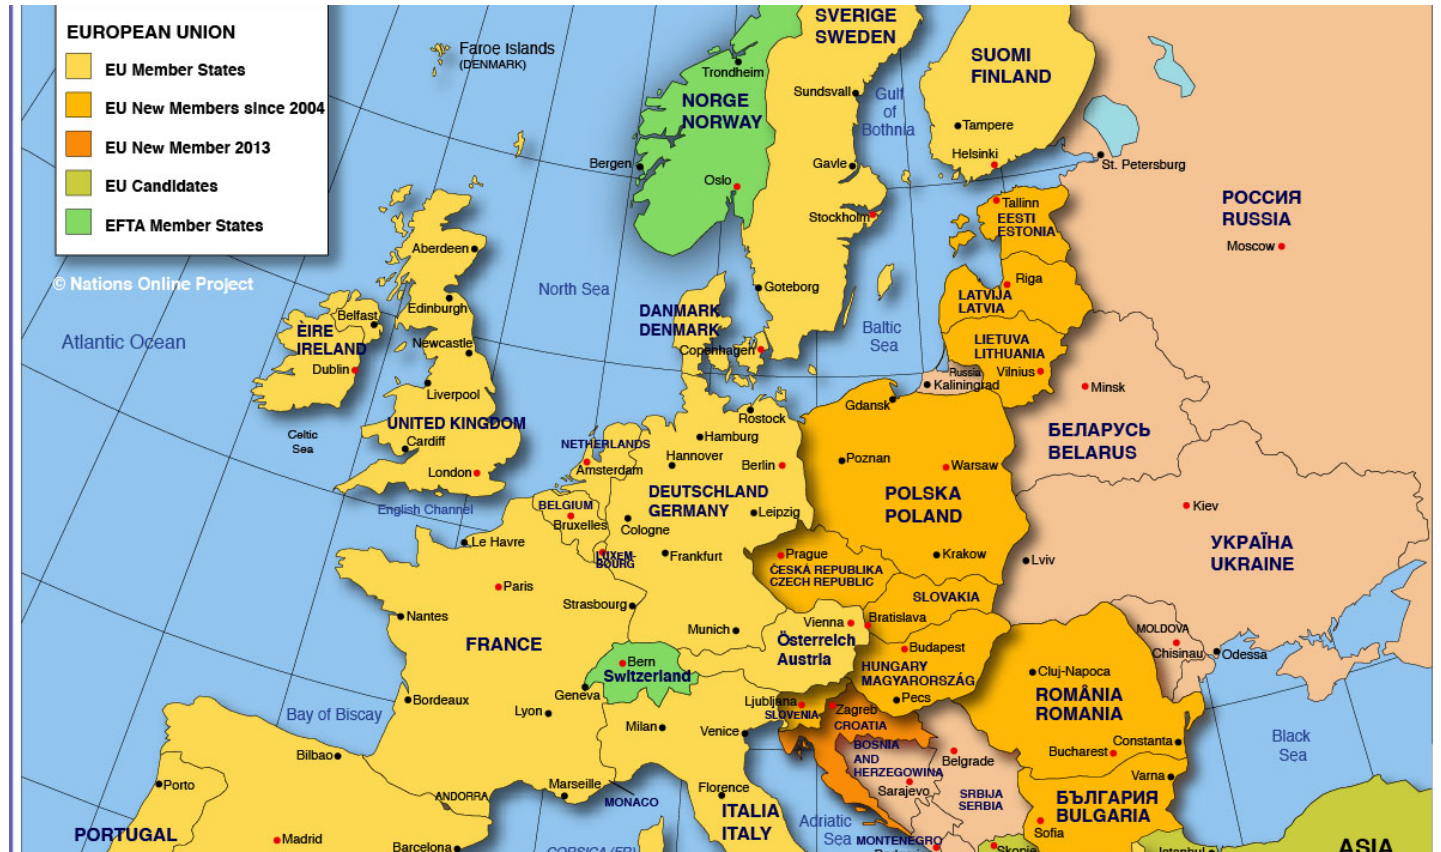 EUROPEAN UNION
EU Member States
EU New Members since 2004
EU New Member 2013
EU Candidates
EFTA Member States
© Nations Online Project
Faroe Islands
(DENMARK)
SVERIGE
SWEDEN
SUOMI
FINLAND
Trondheim
NORGE
NORWAY
Sundsvall
Gulf
of
Bothnia
Tampere
Helsinki
St. Petersburg
Bergen
Oslo
Gavle
Stockholm
Tallinn
EESTI
ESTONIA
РОССИЯ
RUSSIA
Moscow
Aberdeen
Edinburgh
North Sea
Goteborg
Riga
LATVIJA
LATVIA
Atlantic Ocean
Belfast
ÈIRE
IRELAND
Dublin
Newcastle
Liverpool
DANMARK
DENMARK
Copenhagen
Baltic
Sea
LIETUVA
LITHUANIA
Vilnius
Russia
Kaliningrad
Minsk
Celtic
Sea
UNITED KINGDOM
Cardiff
London
English Channel
NETHERLANDS
Amsterdam
Rostock
Hamburg
Hannover
Berlin
Gdansk
Poznan
Warsaw
БЕЛАРУСЬ
BELARUS
BELGIUM
Bruxelles
DEUTSCHLAND
GERMANY
Cologne
Leipzig
POLSKA
POLAND
Kiev
Le Havre
LUXEM-
BOURG
Frankfurt
Prague
ČESKÁ REPUBLIKA
CZECH REPUBLIC
Krakow
Lviv
УКРАЇНА
UKRAINE
Paris
Strasbourg
Nantes
SLOVAKIA
Bratislava
Munich
Vienna
Österreich
Austria
MOLDOVA
Chisinau
Odessa
FRANCE
Bern
Switzerland
Geneva
Budapest
HUNGARY
MAGYARORSZÁG
Pecs
Cluj-Napoca
ROMÂNIA
ROMANIA
Bordeaux
Bay of Biscay
Lyon
Milan
Venice
Ljubljana
SLOVENIA
Zagreb
CROATIA
BOSNIA
AND
HERZEGOWINA
Sarajevo
Belgrade
Bucharest
Constanta
Black
Sea
Bilbao
Porto
Marseille
MONACO
ANDORRA
Florence
ITALIA
ITALY
SRBIJA
SERBIA
Varna
БЪЛГАРИЯ
BULGARIA
Sofia
PORTUGAL
Madrid
Barcelona
CORSICA (FR)
Adriatic
Sea
MONTENEGRO
Skopje
Istanbul
ASIA